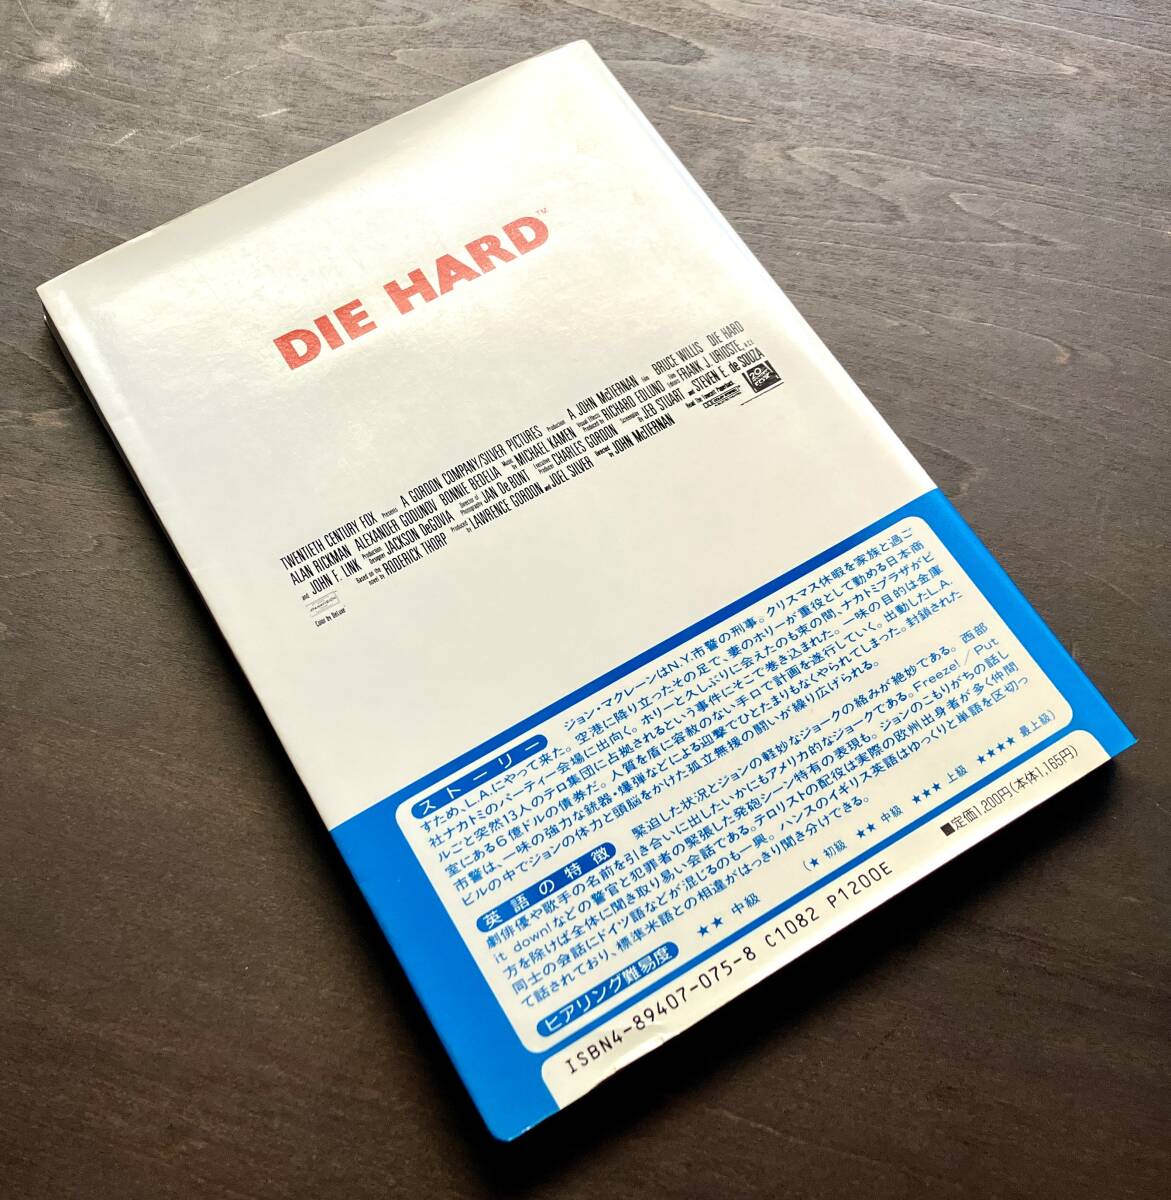 DIE HARD™
TWENTIETH CENTURY FOX Presents A GORDON COMPANY/SILVER PICTURES Production A JOHN McTIERNAN Film BRUCE WILLIS DIE HARD
ALAN RICKMAN ALEXANDER GODUNOV BONNIE BEDELIA Music by MICHAEL KAMEN Visual Effects Produced by RICHARD EDLUND Film Editors FRANK J. URIOSTE, A.C.E.
and JOHN F. LINK Production Designer JACKSON DeGOVIA Director of Photography JAN De BONT Executive Producer CHARLES GORDON Screenplay by JEB STUART and STEVEN E. de SOUZA
Based on the novel by RODERICK THORP Produced by LAWRENCE GORDON and JOEL SILVER Directed by JOHN McTIERNAN
Color by DeLuxe®
ストーリー
ジョン・マクレーンはN.Y.市警の刑事。クリスマス休暇を家族と過ご
すため、L.A.にやって来た。空港に降り立ったその足で、妻のホリーが重役として勤める日本商
社ナカトミのパーティー会場に出向く。ホリーと久しぶりに会えたのも束の間、ナカトミプラザがビ
ルごと突然13人のテロ集団に占拠されるという事件にそこで巻き込まれた。一味の目的は金庫
室にある6億ドルの債券だ。人質を盾に容赦のない手口で計画を遂行していく。出動したL.A.
市警は、一味の強力な銃器・爆弾などによる迎撃でひとたまりもなくやられてしまった。封鎖された
ビルの中でジョンの体力と頭脳をかけた孤立無援の闘いが繰り広げられる。
英語の特徴
緊迫した状況とジョンの軽妙なジョークの絡みが絶妙である。西部
劇俳優や歌手の名前を引き合いに出したいかにもアメリカ的なジョークである。Freeze!/Put
it down!などの警官と犯罪者の緊張した発砲シーン特有の表現も。ジョンのこもりがちの話し
方を除けば全体に聞き取り易い会話である。テロリストの配役は実際の欧州出身者が多く仲間
同士の会話にドイツ語などが混じるのも一興。ハンスのイギリス英語はゆっくりと単語を区切っ
て話されており、標準米語との相違がはっきり聞き分けできる。
ヒアリング難易度
★★ 中級
(★ 初級 ★★ 中級 ★★★ 上級 ★★★★ 最上級)
■定価1,200円(本体1,165円)
ISBN4-89407-075-8 C1082 P1200E